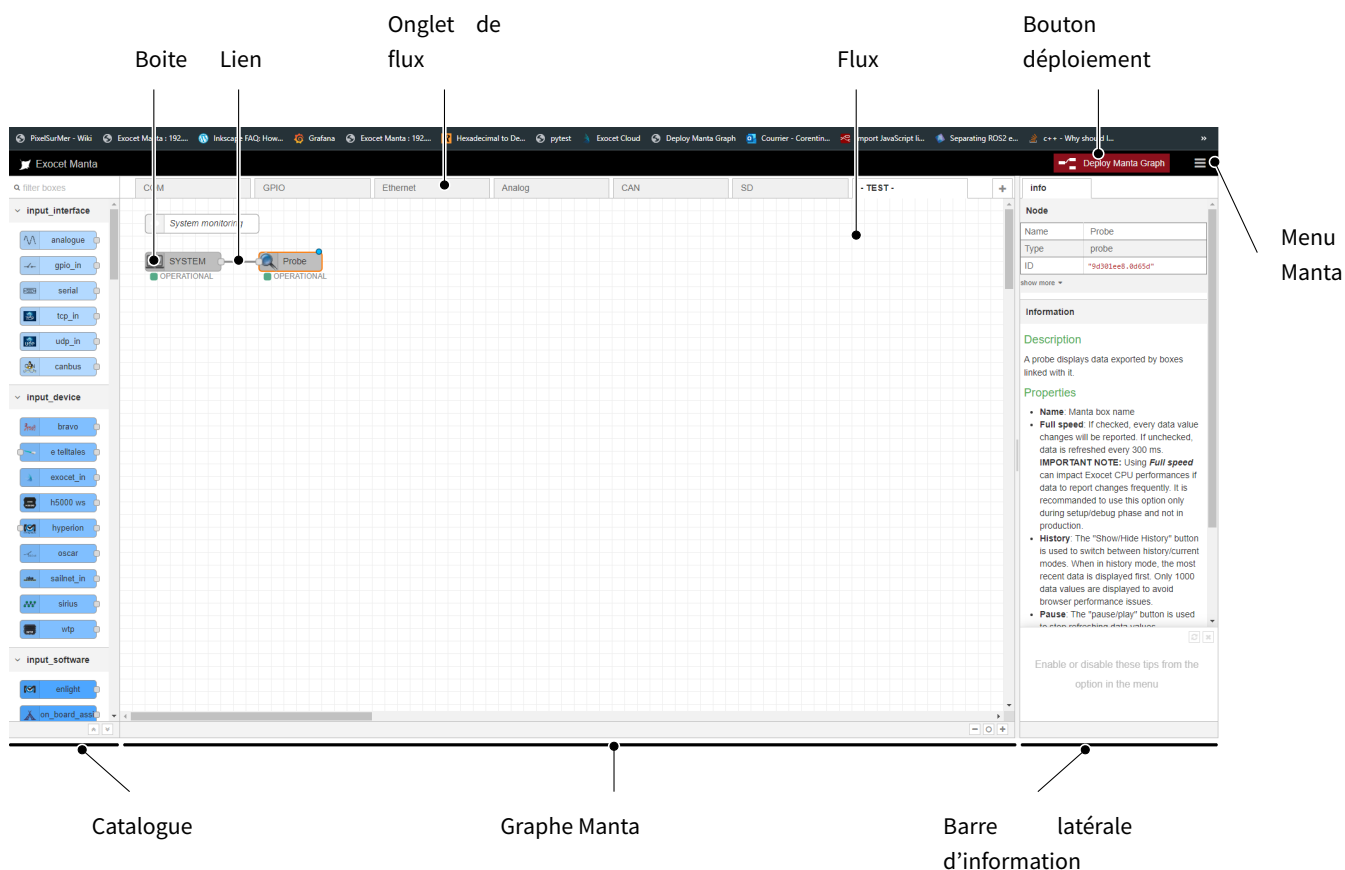 Onglet de
flux
Bouton
déploiement
Boite
Lien
Flux
PixelSurMer - Wiki
Exocet Manta : 192....
Inkscape FAQ: How...
Grafana
Exocet Manta : 192....
Hexadecimal to De...
pytest
Exocet Cloud
Deploy Manta Graph
Courrier - Corentin...
Import JavaScript li...
Separating ROS2 e...
c++ - Why should I...
»
Exocet Manta
Deploy Manta Graph
filter boxes
COM
GPIO
Ethernet
Analog
CAN
SD
- TEST -
info
input_interface
analogue
gpio_in
serial
tcp_in
udp_in
canbus
input_device
bravo
e telltales
exocet_in
h5000 ws
hyperion
oscar
sailnet_in
sirius
wtp
input_software
enlight
on_board_assi
System monitoring
SYSTEM
OPERATIONAL
Probe
OPERATIONAL
Node
Name Probe
Type probe
ID "9d301ee8.0d65d"
show more
Information
Description
A probe displays data exported by boxes
linked with it.
Properties
• Name: Manta box name
• Full speed: If checked, every data value
changes will be reported. If unchecked,
data is refreshed every 300 ms.
IMPORTANT NOTE: Using Full speed
can impact Exocet CPU performances if
data to report changes frequently. It is
recommanded to use this option only
during setup/debug phase and not in
production.
• History: The "Show/Hide History" button
is used to switch between history/current
modes. When in history mode, the most
recent data is displayed first. Only 1000
data values are displayed to avoid
browser performance issues.
• Pause: The "pause/play" button is used
to stop refreshing data values
Enable or disable these tips from the
option in the menu
Menu
Manta
Catalogue
Graphe Manta
Barre latérale
d'information